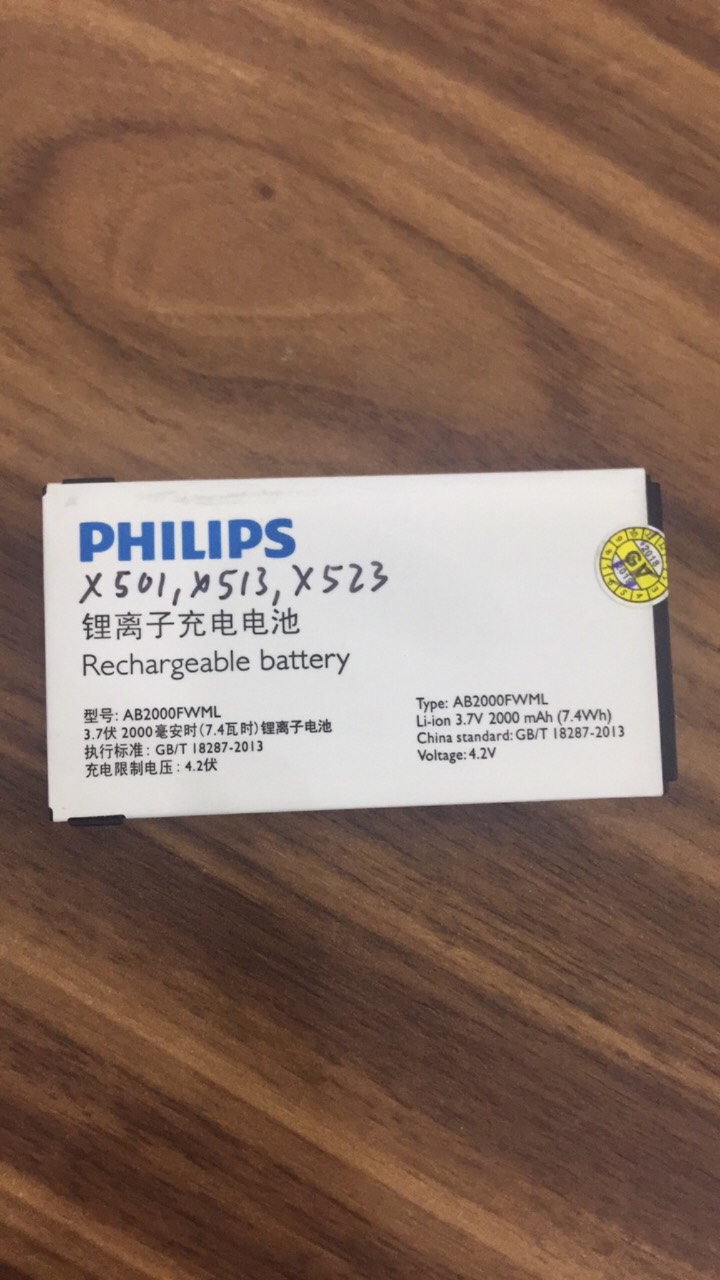 PHILIPS
X501, X513, X523
锂离子充电电池
Rechargeable battery
型号: AB2000FWML
3.7伏 2000毫安时(7.4瓦时)锂离子电池
执行标准: GB/T 18287-2013
充电限制电压: 4.2伏
Type: AB2000FWML
Li-ion 3.7V 2000 mAh (7.4Wh)
China standard: GB/T 18287-2013
Voltage: 4.2V
2018